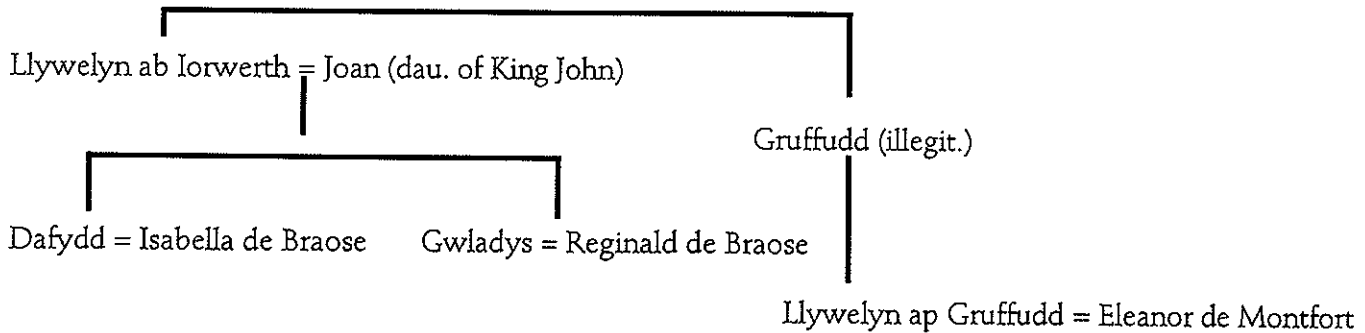 Llywelyn ab Iorwerth = Joan (dau. of King John)
Gruffudd (illegit.)
Dafydd = Isabella de Braose Gwladys = Reginald de Braose
Llywelyn ap Gruffudd = Eleanor de Montfort